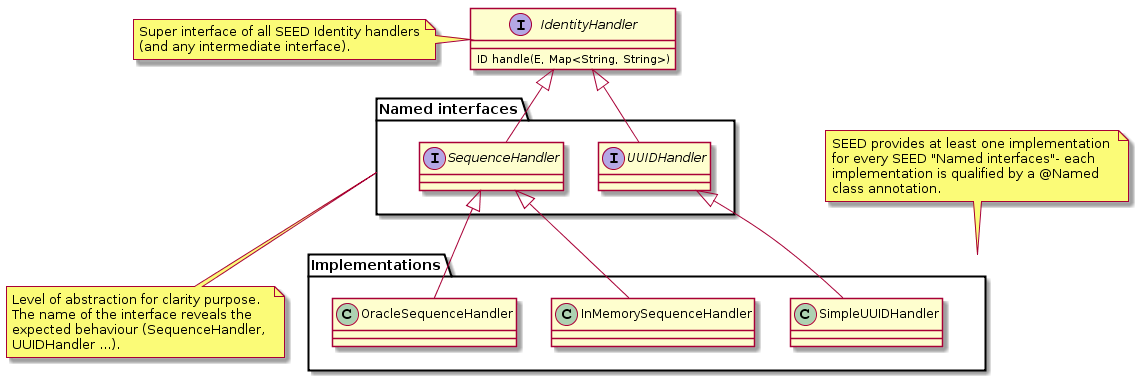 Super interface of all SEED Identity handlers
(and any intermediate interface).
I IdentityHandler
ID handle(E, Map<String, String>)
Named interfaces
I SequenceHandler
I UUIDHandler
SEED provides at least one implementation
for every SEED "Named interfaces"- each
implementation is qualified by a @Named
class annotation.
Implementations
Level of abstraction for clarity purpose.
The name of the interface reveals the
expected behaviour (SequenceHandler,
UUIDHandler ...).
C OracleSequenceHandler
C InMemorySequenceHandler
C SimpleUUIDHandler